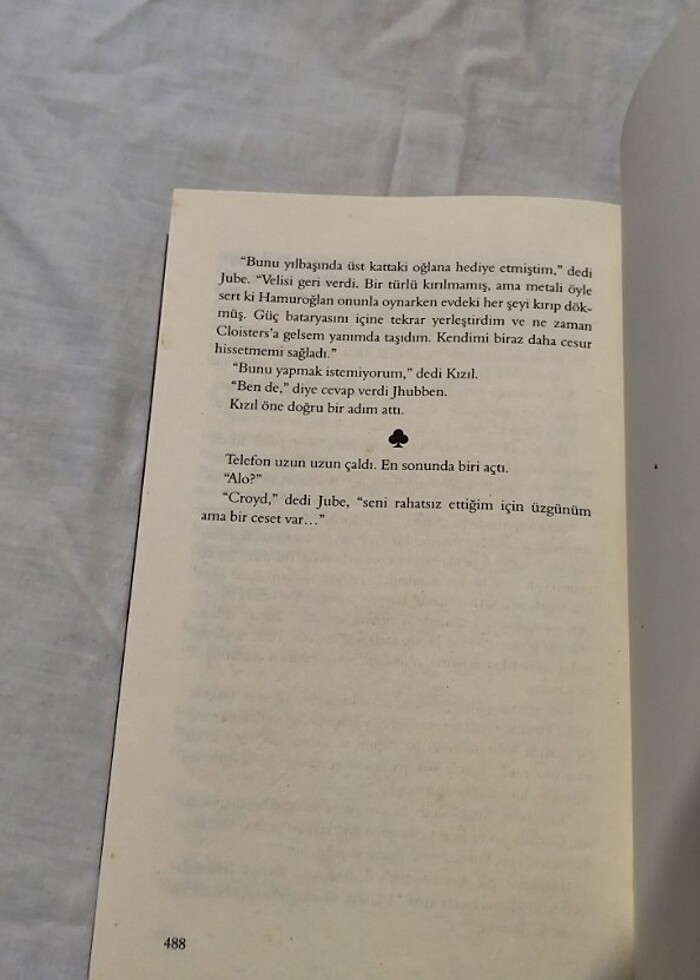 “Bunu yılbaşında üst kattaki oğlana hediye etmiştim,” dedi
Jube. “Velisi geri verdi. Bir türlü kırılmamış, ama metali öyle
sert ki Hamuroğlan onunla oynarken evdeki her şeyi kırıp dök-
müş. Güç bataryasını içine tekrar yerleştirdim ve ne zaman
Cloisters’a gelsem yanımda taşıdım. Kendimi biraz daha cesur
hissetmemi sağladı.”
“Bunu yapmak istemiyorum,” dedi Kızıl.
“Ben de,” diye cevap verdi Jhubben.
Kızıl öne doğru bir adım attı.
Telefon uzun uzun çaldı. En sonunda biri açtı.
“Alo?”
“Croyd,” dedi Jube, “seni rahatsız ettiğim için üzgünüm
ama bir ceset var…”
488